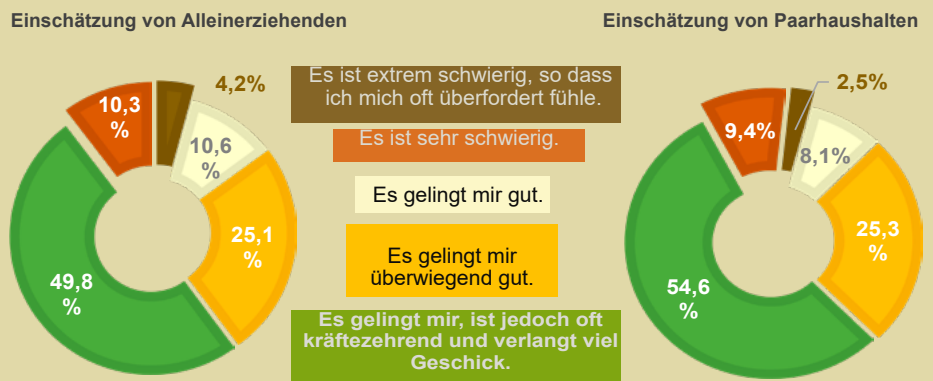 Einschätzung von Alleinerziehenden
4,2%
10,3
%
10,6
%
25,1
%
49,8
%
Es ist extrem schwierig, so dass
ich mich oft überfordert fühle.
Es ist sehr schwierig.
Es gelingt mir gut.
Es gelingt mir
überwiegend gut.
Es gelingt mir, ist jedoch oft
kräftezehrend und verlangt viel
Geschick.
Einschätzung von Paarhaushalten
2,5%
9,4%
8,1%
25,3
%
54,6
%